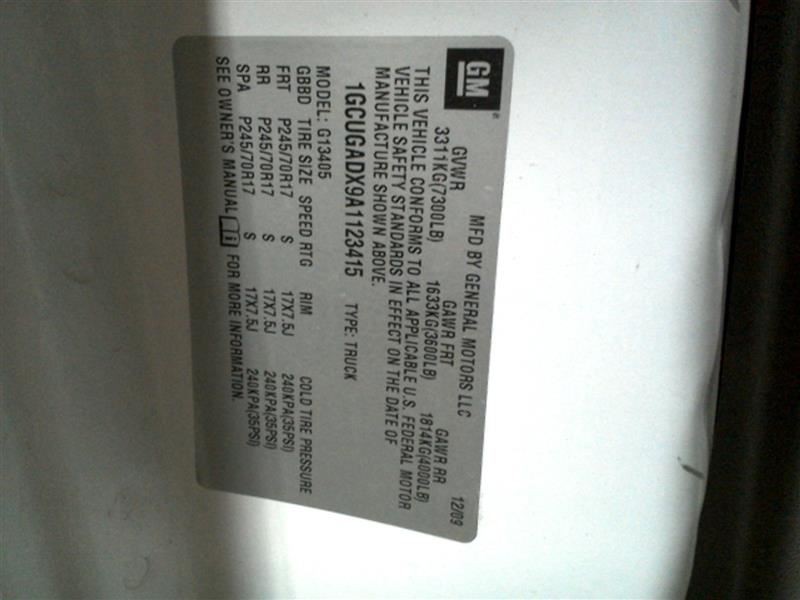 GM
MFD BY GENERAL MOTORS LLC 12/09
GVWR GAWR FRT GAWR RR
3311KG(7300LB) 1633KG(3600LB) 1814KG(4000LB)
THIS VEHICLE CONFORMS TO ALL APPLICABLE U.S. FEDERAL MOTOR
VEHICLE SAFETY STANDARDS IN EFFECT ON THE DATE OF
MANUFACTURE SHOWN ABOVE.
1GCUGADX9A1123415 TYPE: TRUCK
MODEL: G13405
GBBD TIRE SIZE SPEED RTG RIM COLD TIRE PRESSURE
FRT P245/70R17 S 17X7.5J 240KPA(35PSI)
RR P245/70R17 S 17X7.5J 240KPA(35PSI)
SPA P245/70R17 S 17X7.5J 240KPA(35PSI)
SEE OWNER'S MANUAL FOR MORE INFORMATION.